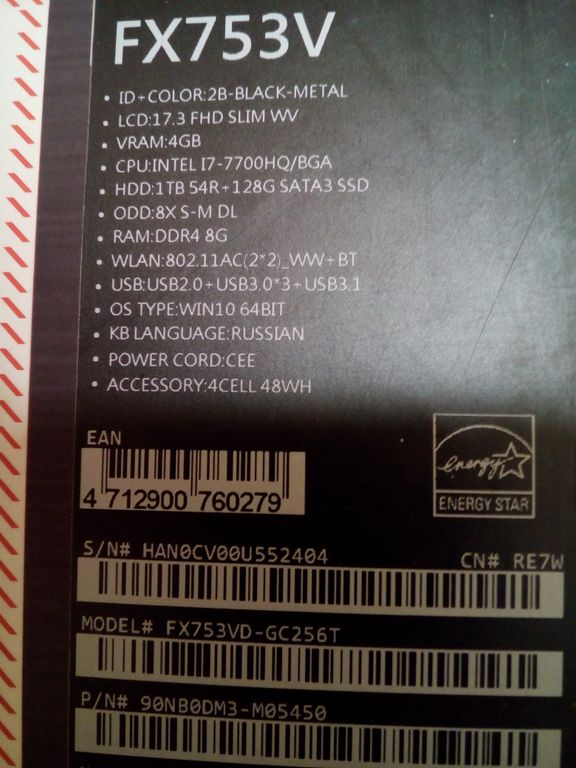 FX753V
• ID+COLOR:2B-BLACK-METAL
• LCD:17.3 FHD SLIM WV
• VRAM:4GB
• CPU:INTEL I7-7700HQ/BGA
• HDD:1TB 54R+128G SATA3 SSD
• ODD:8X S-M DL
• RAM:DDR4 8G
• WLAN:802.11AC(2*2)_WW+BT
• USB:USB2.0+USB3.0*3+USB3.1
• OS TYPE:WIN10 64BIT
• KB LANGUAGE:RUSSIAN
• POWER CORD:CEE
• ACCESSORY:4CELL 48WH
EAN
4 712900 760279
energy
ENERGY STAR
S/N# HAN0CV00U552404 CN# RE7W
MODEL# FX753VD-GC256T
P/N# 90NB0DM3-M05450